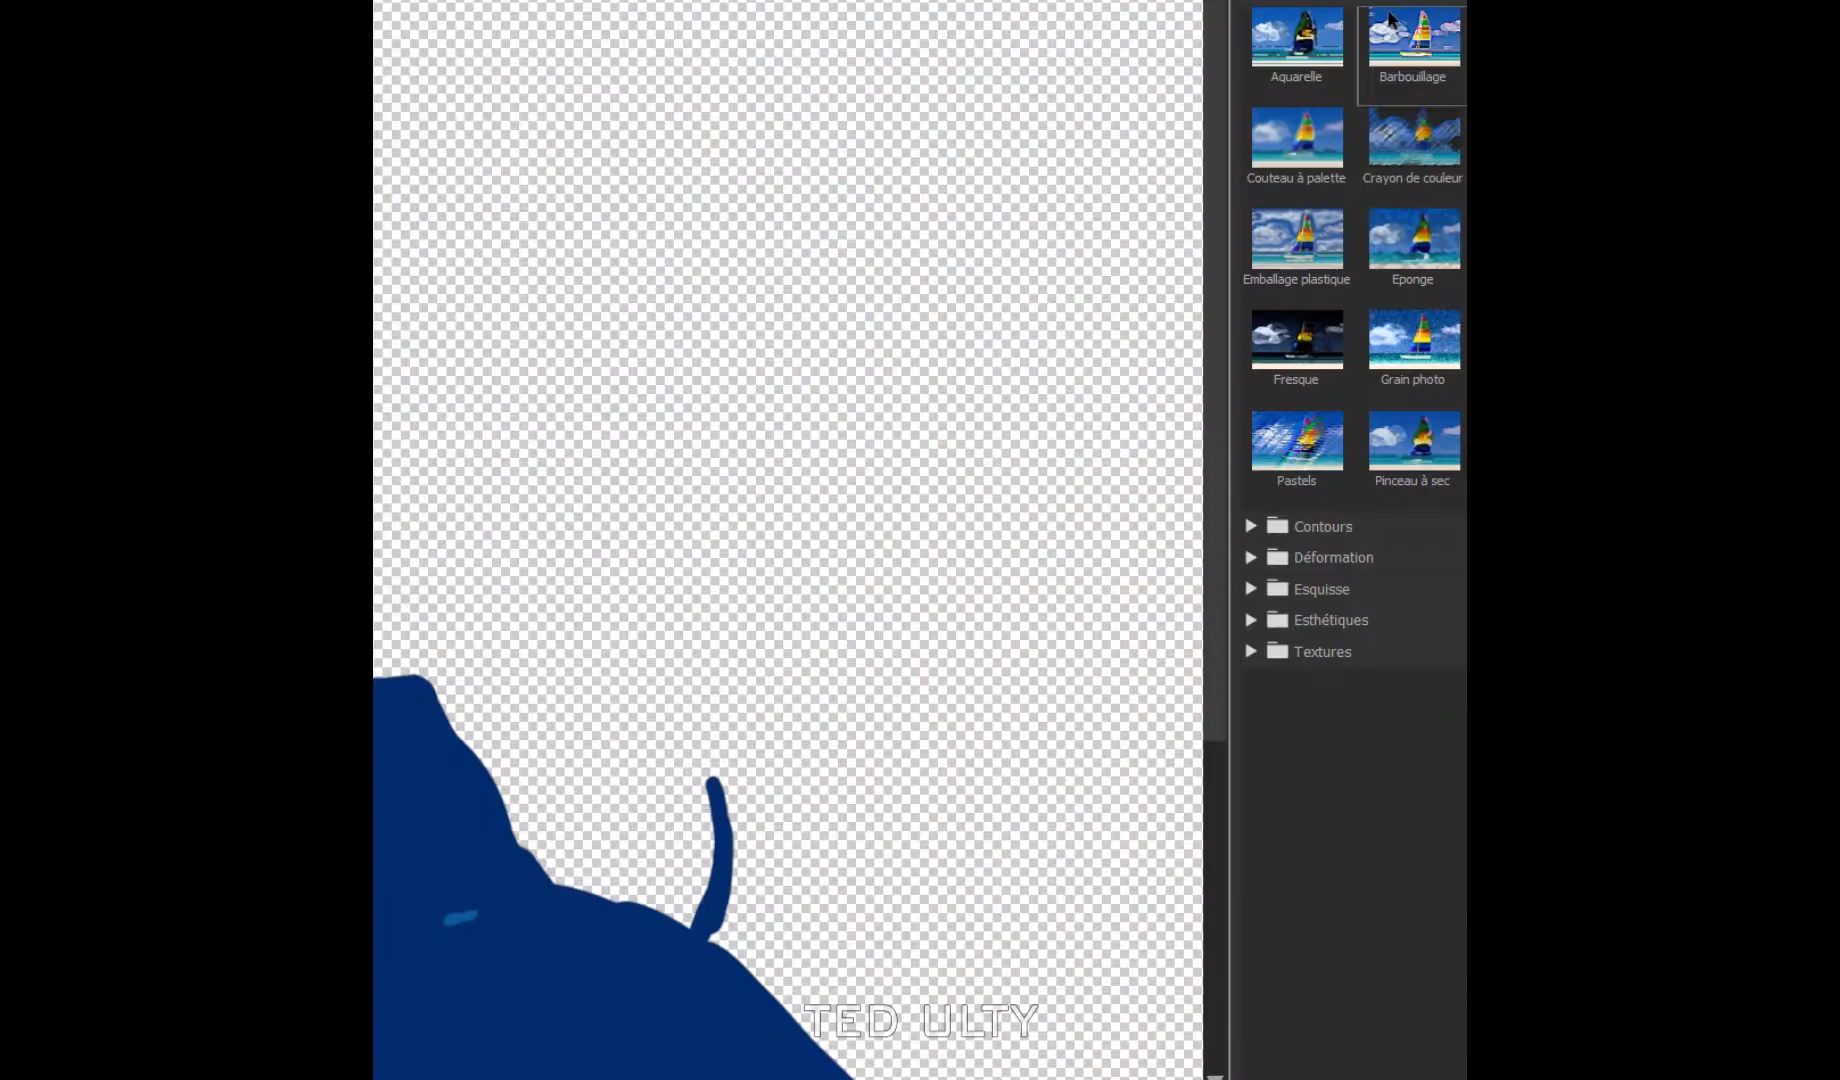 Aquarelle
Barbouillage
Couteau à palette
Crayon de couleur
Emballage plastique
Eponge
Fresque
Grain photo
Pastels
Pinceau à sec
Contours
Déformation
Esquisse
Esthétiques
Textures
TED ULTY